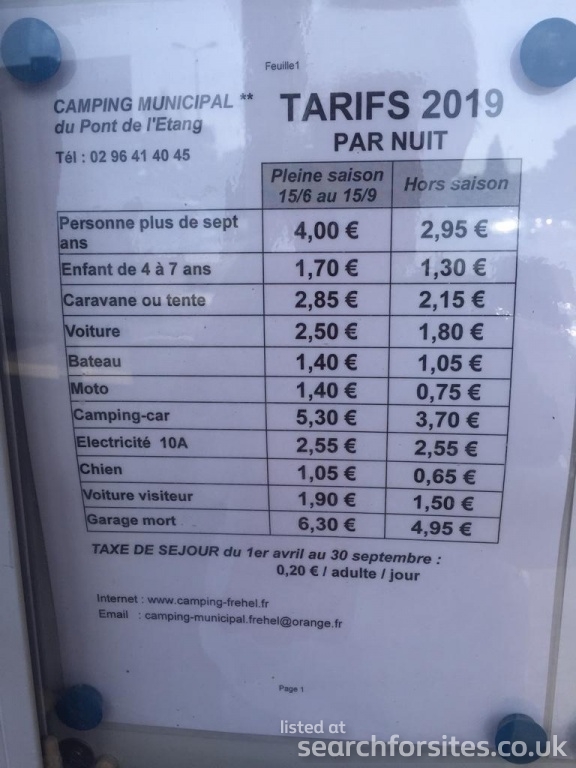 Feuille1
CAMPING MUNICIPAL **
du Pont de l'Etang
Tél : 02 96 41 40 45
TARIFS 2019
PAR NUIT
Pleine saison
15/6 au 15/9
Hors saison
Personne plus de sept
ans
4,00 € 2,95 €
Enfant de 4 à 7 ans 1,70 € 1,30 €
Caravane ou tente 2,85 € 2,15 €
Voiture 2,50 € 1,80 €
Bateau 1,40 € 1,05 €
Moto 1,40 € 0,75 €
Camping-car 5,30 € 3,70 €
Electricité 10A 2,55 € 2,55 €
Chien 1,05 € 0,65 €
Voiture visiteur 1,90 € 1,50 €
Garage mort 6,30 € 4,95 €
TAXE DE SEJOUR du 1er avril au 30 septembre :
0,20 € / adulte / jour
Internet : www.camping-frehel.fr
Email : camping-municipal.frehel@orange.fr
Page 1
listed at
searchforsites.co.uk